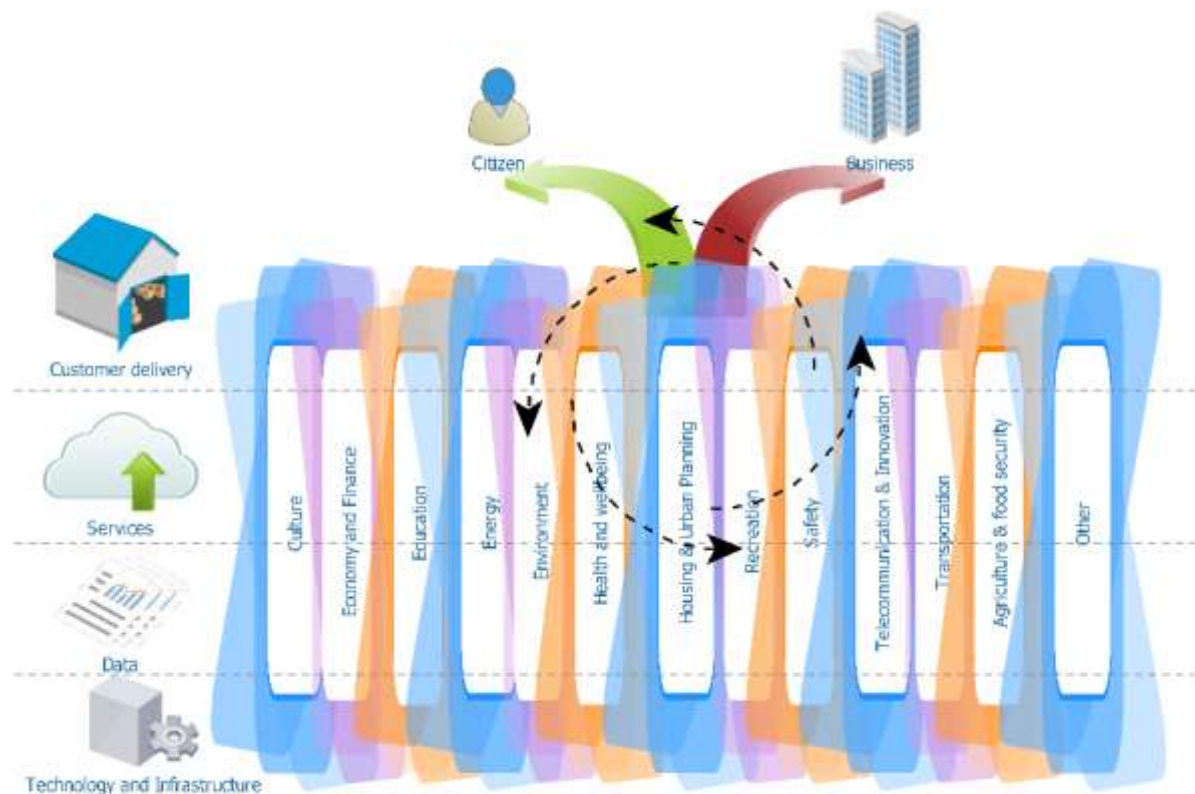 Citizen
Business
Customer delivery
Services
Data
Technology and Infrastructure
Culture
Economy and Finance
Education
Energy
Environment
Health and wellbeing
Housing & Urban Planning
Recreation
Safety
Telecommunication & Innovation
Transportation
Agriculture & food security
Other